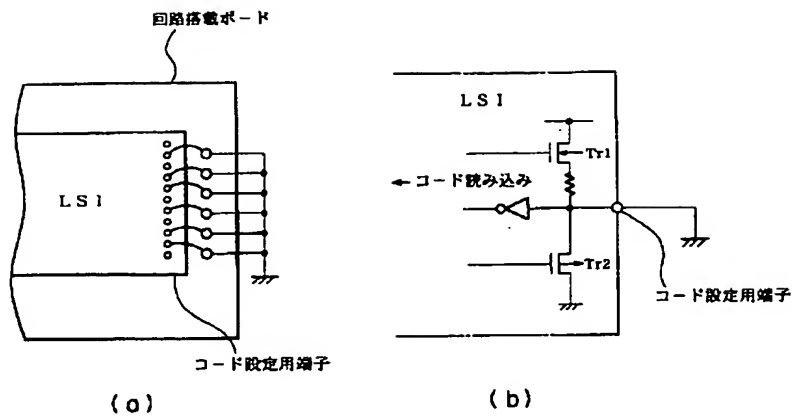 回路搭載ボード
LSI
コード設定用端子
(a)
LSI
Tr1
← コード読み込み
Tr2
コード設定用端子
(b)